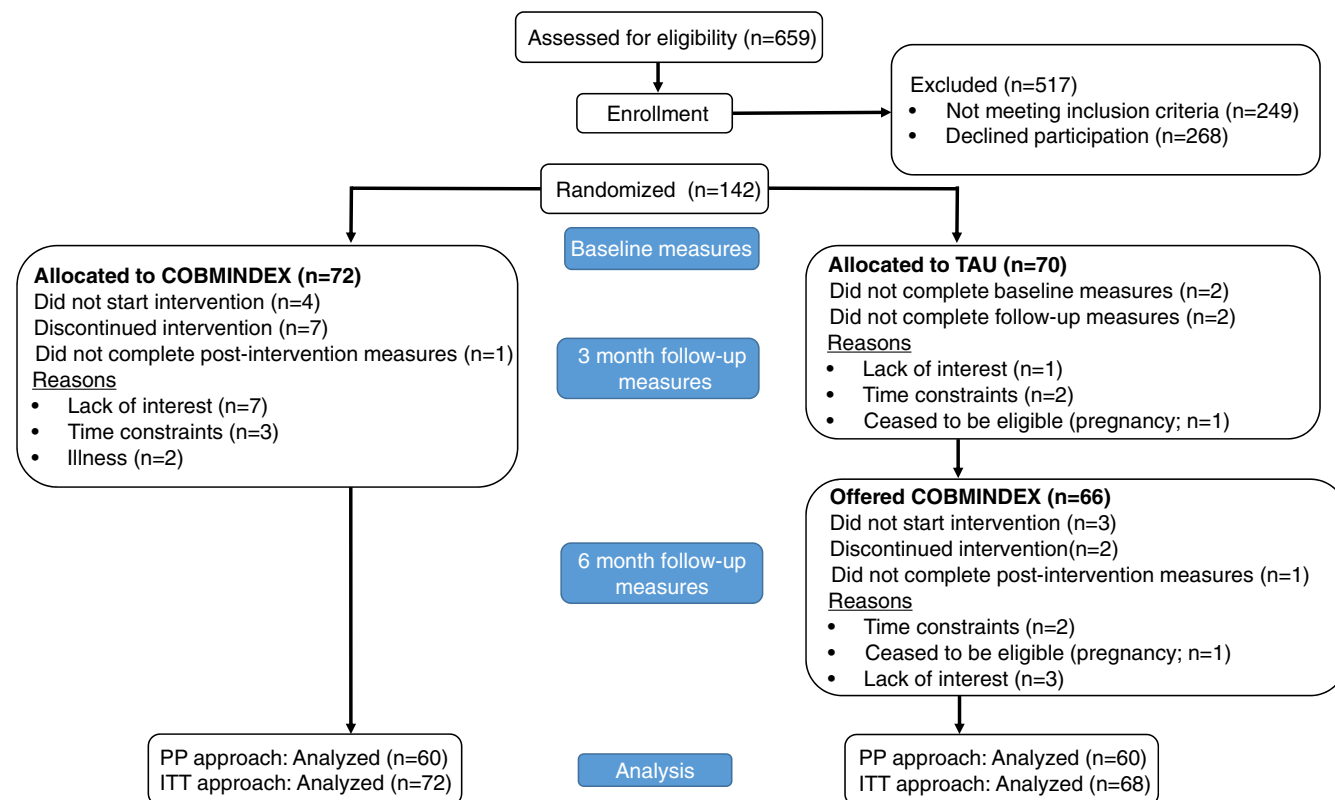 Assessed for eligibility (n=659)
Enrollment
Excluded (n=517)
• Not meeting inclusion criteria (n=249)
• Declined participation (n=268)
Randomized (n=142)
Baseline measures
Allocated to COBMINDEX (n=72)
Did not start intervention (n=4)
Discontinued intervention (n=7)
Did not complete post-intervention measures (n=1)
Reasons
• Lack of interest (n=7)
• Time constraints (n=3)
• Illness (n=2)
Allocated to TAU (n=70)
Did not complete baseline measures (n=2)
Did not complete follow-up measures (n=2)
Reasons
• Lack of interest (n=1)
• Time constraints (n=2)
• Ceased to be eligible (pregnancy; n=1)
3 month follow-up
measures
Offered COBMINDEX (n=66)
Did not start intervention (n=3)
Discontinued intervention(n=2)
Did not complete post-intervention measures (n=1)
Reasons
• Time constraints (n=2)
• Ceased to be eligible (pregnancy; n=1)
• Lack of interest (n=3)
6 month follow-up
measures
PP approach: Analyzed (n=60)
ITT approach: Analyzed (n=72)
Analysis
PP approach: Analyzed (n=60)
ITT approach: Analyzed (n=68)